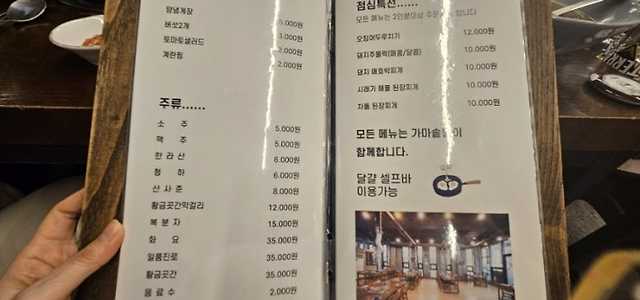 양념게장
5.000원
버섯2개
1.000원
토마토샐러드
3.000원
계란찜
2.000원
주류......
소 주 5.000원
맥 주 5.000원
한 라 산 6.000원
청 하 6.000원
산 사 춘 8.000원
황금곳간막걸리 12.000원
복 분 자 15.000원
화 요 35.000원
일품진로 35.000원
황금곳간 35.000원
음 료 수 2.000원
점심특선......
모든 메뉴는 2인분이상 주문 합니다
오징어두루치기 12.000원
돼지주물럭(매콤/달콤) 10.000원
돼지 애호박찌개 10.000원
시래기 해물 된장찌개 10.000원
차돌 된장찌개 10.000원
모든 메뉴는 가마솥밥이
함께합니다.
달걀 셀프바
이용가능